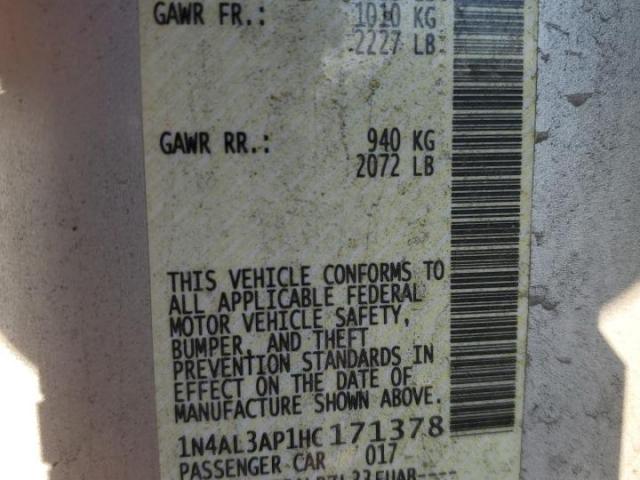 GAWR FR.: 1010 KG
2227 LB
GAWR RR.: 940 KG
2072 LB
THIS VEHICLE CONFORMS TO
ALL APPLICABLE FEDERAL
MOTOR VEHICLE SAFETY,
BUMPER, AND THEFT
PREVENTION STANDARDS IN
EFFECT ON THE DATE OF
MANUFACTURE SHOWN ABOVE.
1N4AL3AP1HC 171378
PASSENGER CAR 017